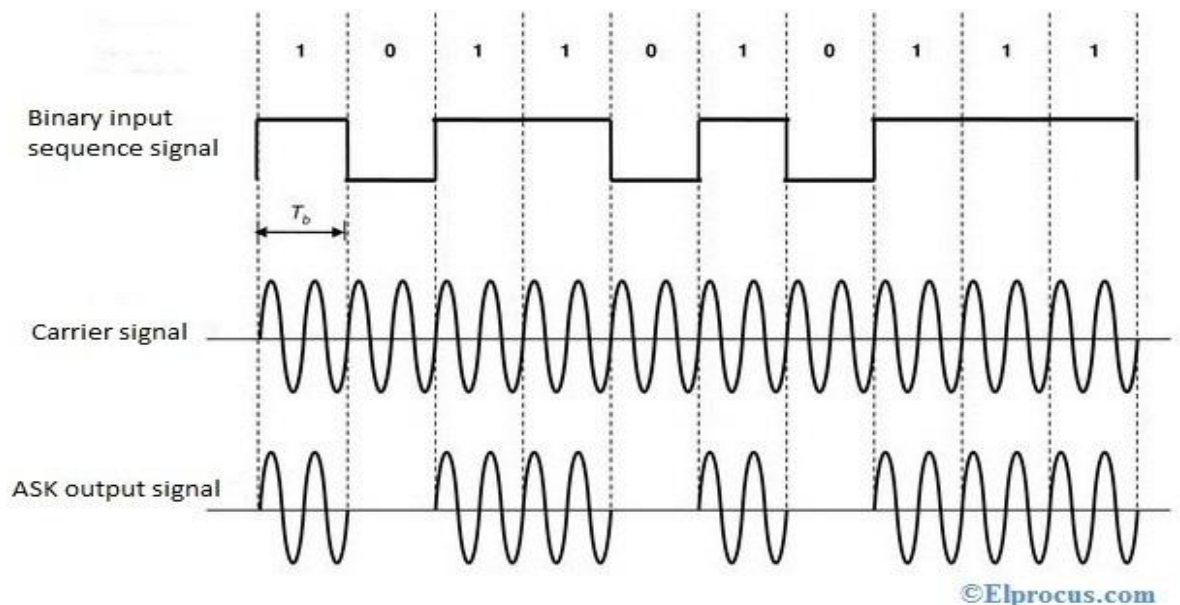 1 0 1 1 0 1 0 1 1 1
Binary input
sequence signal
T_b
Carrier signal
ASK output signal
©Elprocus.com